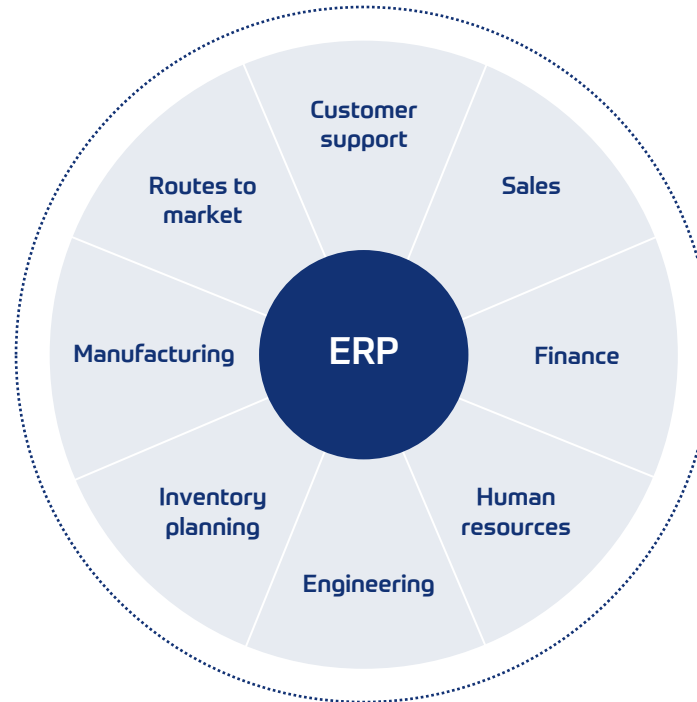 Customer
support
Sales
Routes to
market
ERP
Manufacturing
Finance
Inventory
planning
Human
resources
Engineering